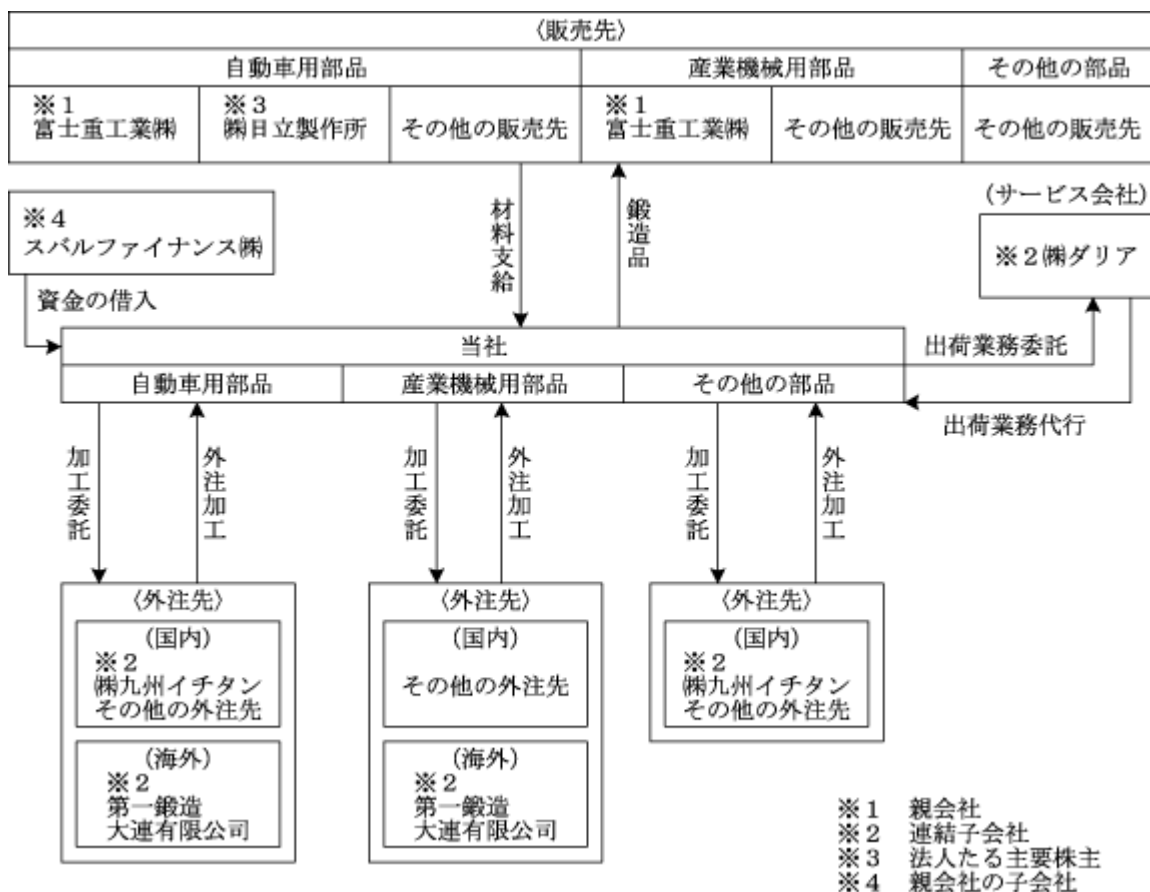 〈販売先〉
自動車用部品
産業機械用部品
その他の部品
※1
富士重工業㈱
※3
㈱日立製作所
その他の販売先
※1
富士重工業㈱
その他の販売先
その他の販売先
※4
スバルファイナンス㈱
資金の借入
材料支給
鍛造品
(サービス会社)
※2㈱ダリア
当社
自動車用部品
産業機械用部品
その他の部品
出荷業務委託
出荷業務代行
加工委託
外注加工
加工委託
外注加工
加工委託
外注加工
〈外注先〉
(国内)
※2
㈱九州イチタン
その他の外注先
(海外)
※2
第一鍛造
大連有限公司
〈外注先〉
(国内)
その他の外注先
(海外)
※2
第一鍛造
大連有限公司
〈外注先〉
(国内)
※2
㈱九州イチタン
その他の外注先
※1 親会社
※2 連結子会社
※3 法人たる主要株主
※4 親会社の子会社